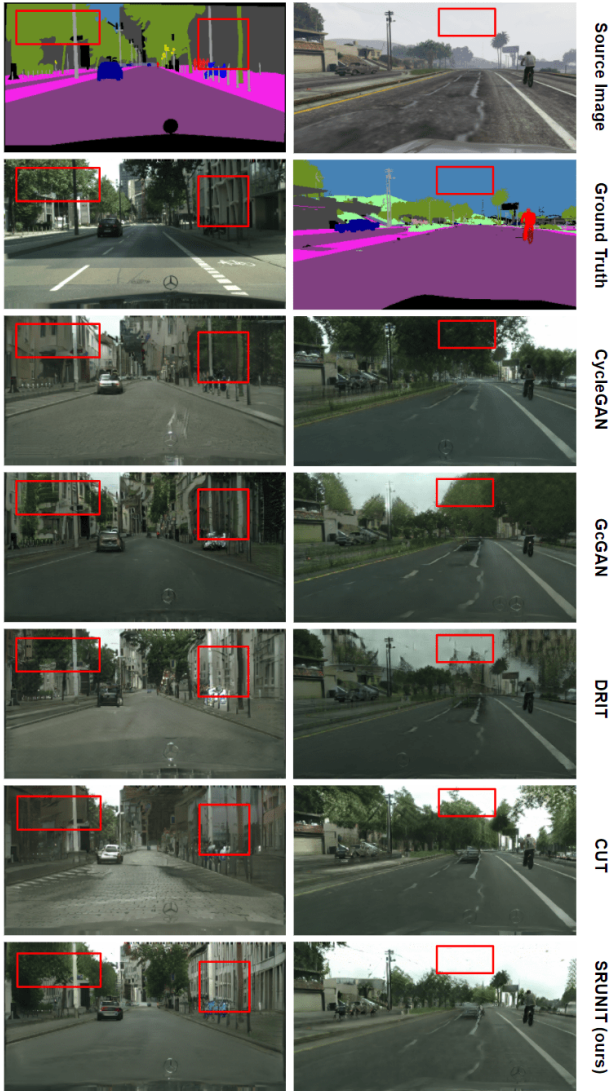 Source Image
Ground Truth
CycleGAN
GcGAN
DRIT
CUT
SRUNIT (ours)